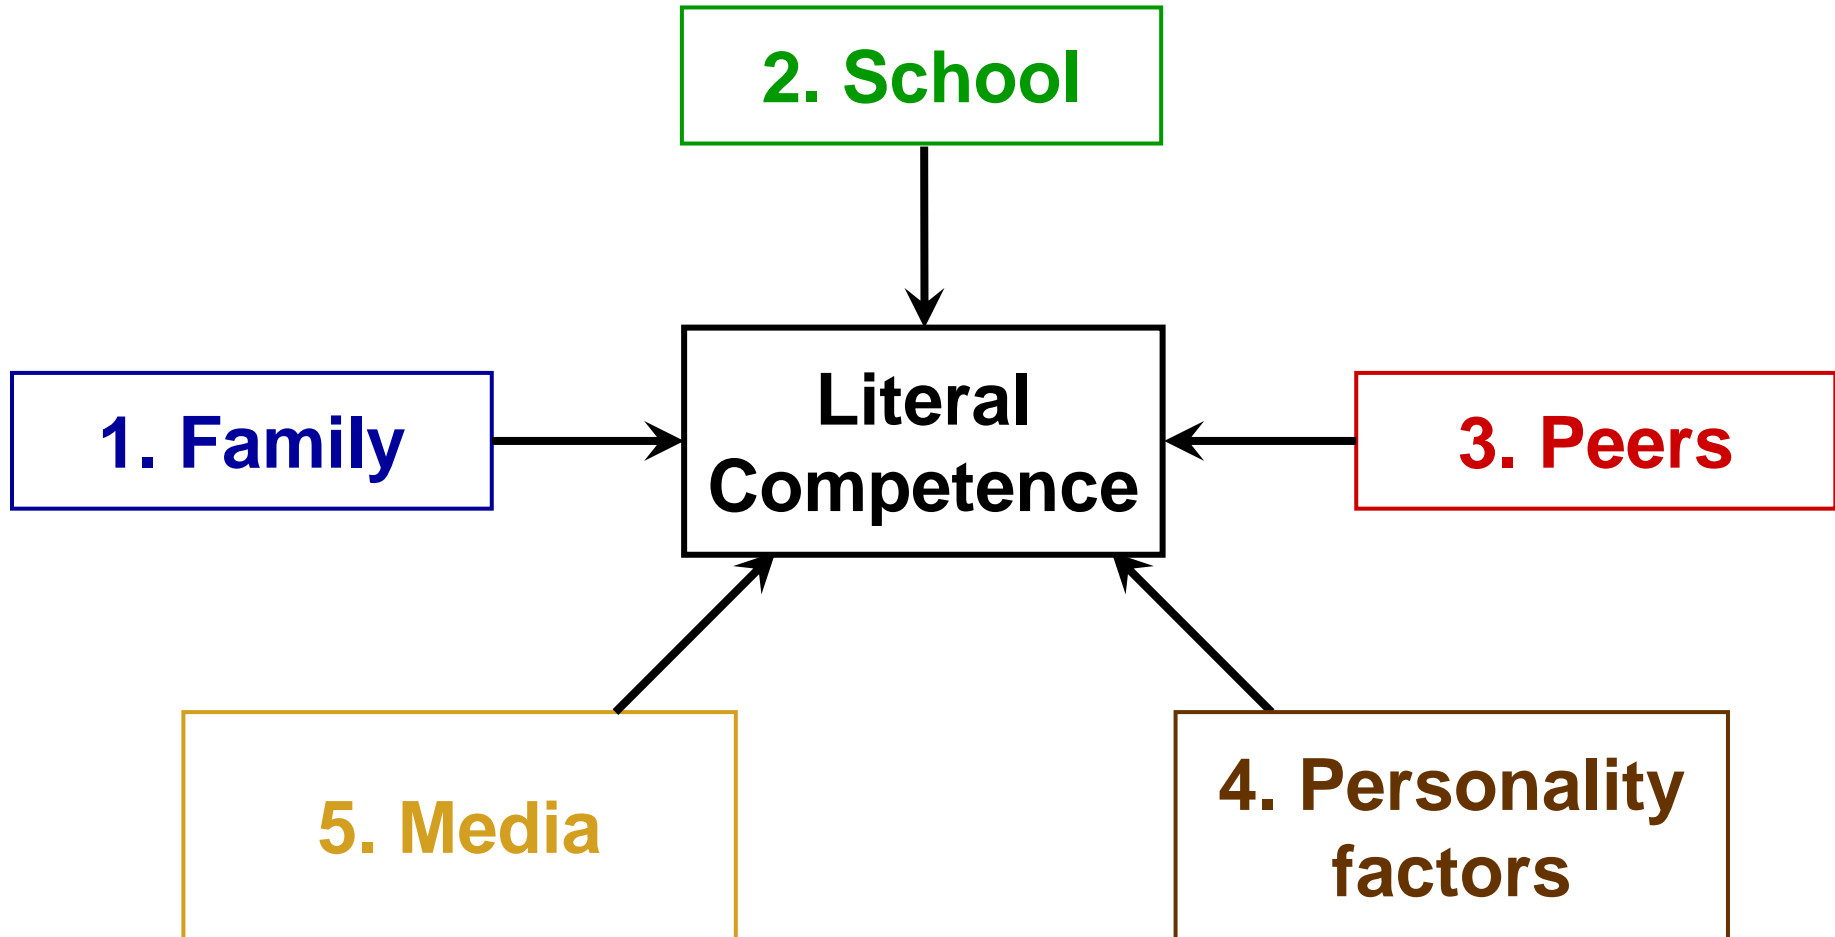 2. School
1. Family
Literal
Competence
3. Peers
5. Media
4. Personality
factors